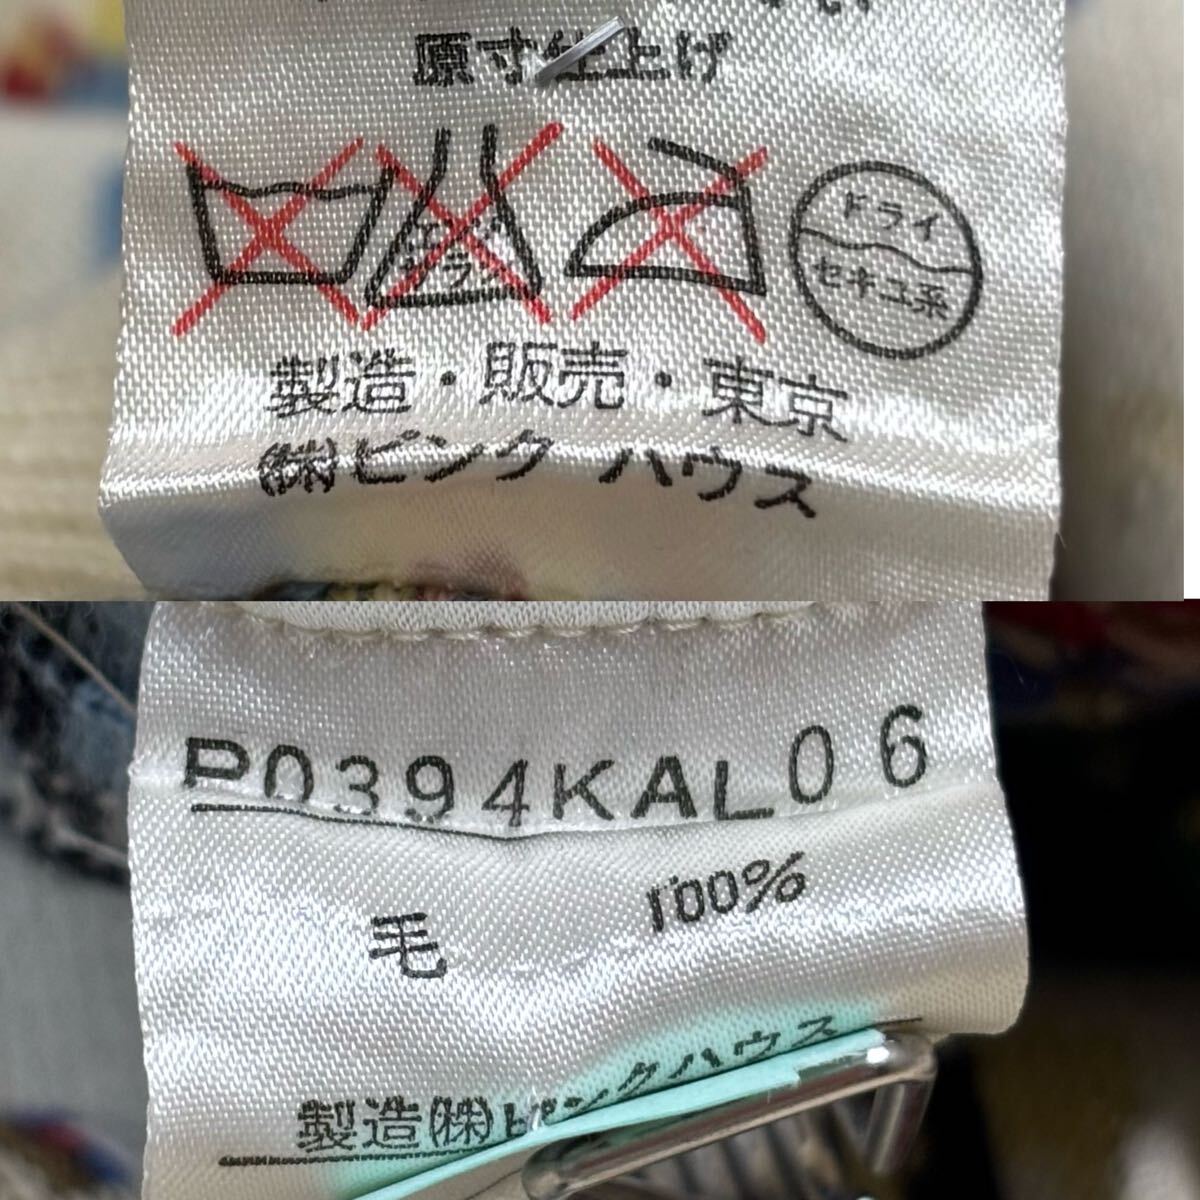 原寸仕上げ
ドライ
セキユ系
製造・販売・東京
㈱ピンクハウス
P0394KAL06
毛 100%
製造㈱ピンクハウス